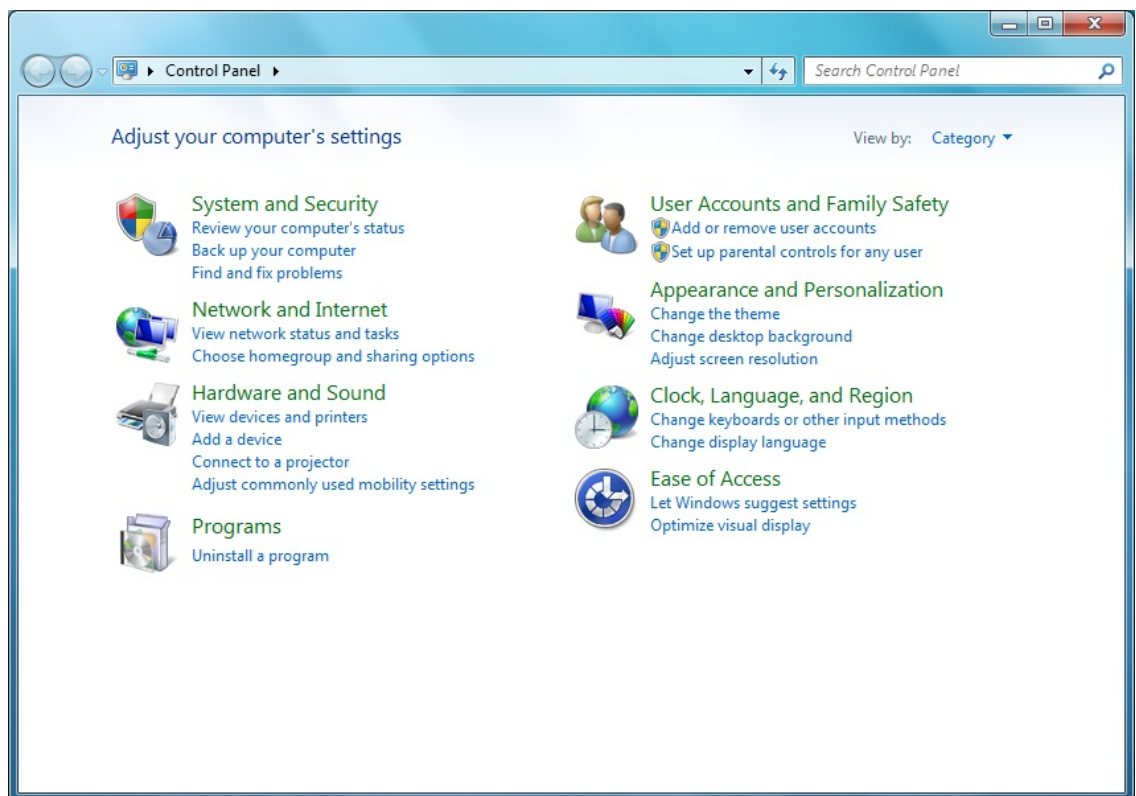 Control Panel
Search Control Panel
Adjust your computer's settings
View by: Category
System and Security
Review your computer's status
Back up your computer
Find and fix problems
Network and Internet
View network status and tasks
Choose homegroup and sharing options
Hardware and Sound
View devices and printers
Add a device
Connect to a projector
Adjust commonly used mobility settings
Programs
Uninstall a program
User Accounts and Family Safety
Add or remove user accounts
Set up parental controls for any user
Appearance and Personalization
Change the theme
Change desktop background
Adjust screen resolution
Clock, Language, and Region
Change keyboards or other input methods
Change display language
Ease of Access
Let Windows suggest settings
Optimize visual display